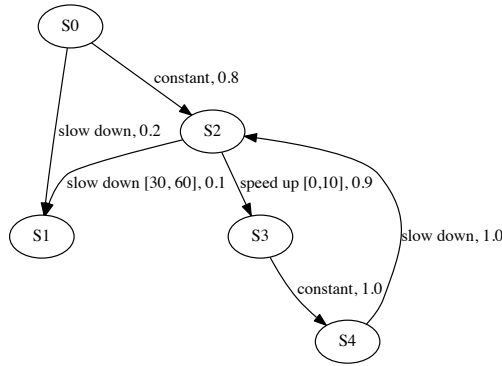 S0
constant, 0.8
slow down, 0.2
S2
slow down [30, 60], 0.1
speed up [0,10], 0.9
S1
S3
slow down, 1.0
constant, 1.0
S4